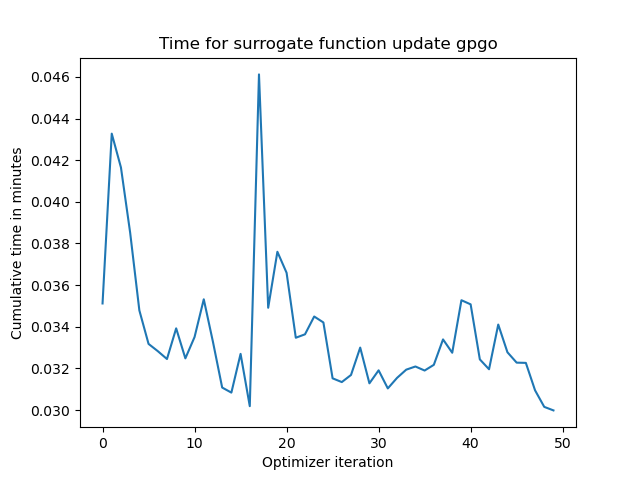 Time for surrogate function update gpgo
Cumulative time in minutes
0.046
0.044
0.042
0.040
0.038
0.036
0.034
0.032
0.030
0 10 20 30 40 50
Optimizer iteration